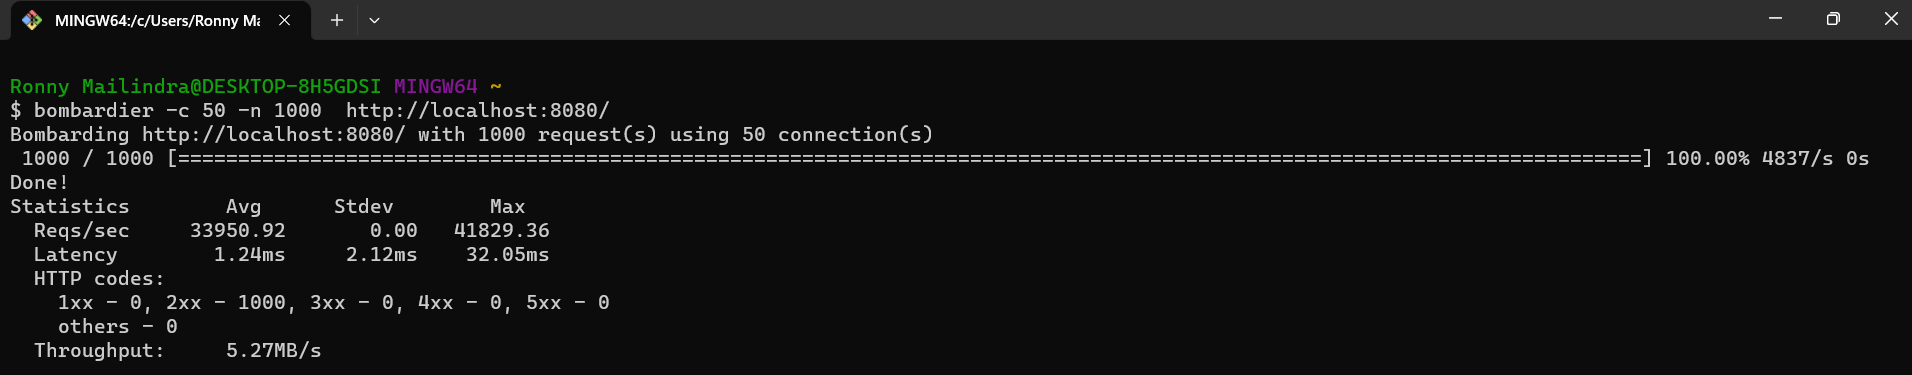 MINGW64:/c/Users/Ronny Ma
Ronny Mailindra@DESKTOP-8H5GDSI MINGW64 ~
$ bombardier -c 50 -n 1000  http://localhost:8080/
Bombarding http://localhost:8080/ with 1000 request(s) using 50 connection(s)
 1000 / 1000 [==========================================================================================================================] 100.00% 4837/s 0s
Done!
Statistics        Avg      Stdev        Max
  Reqs/sec     33950.92       0.00   41829.36
  Latency        1.24ms     2.12ms    32.05ms
  HTTP codes:
    1xx - 0, 2xx - 1000, 3xx - 0, 4xx - 0, 5xx - 0
    others - 0
  Throughput:     5.27MB/s